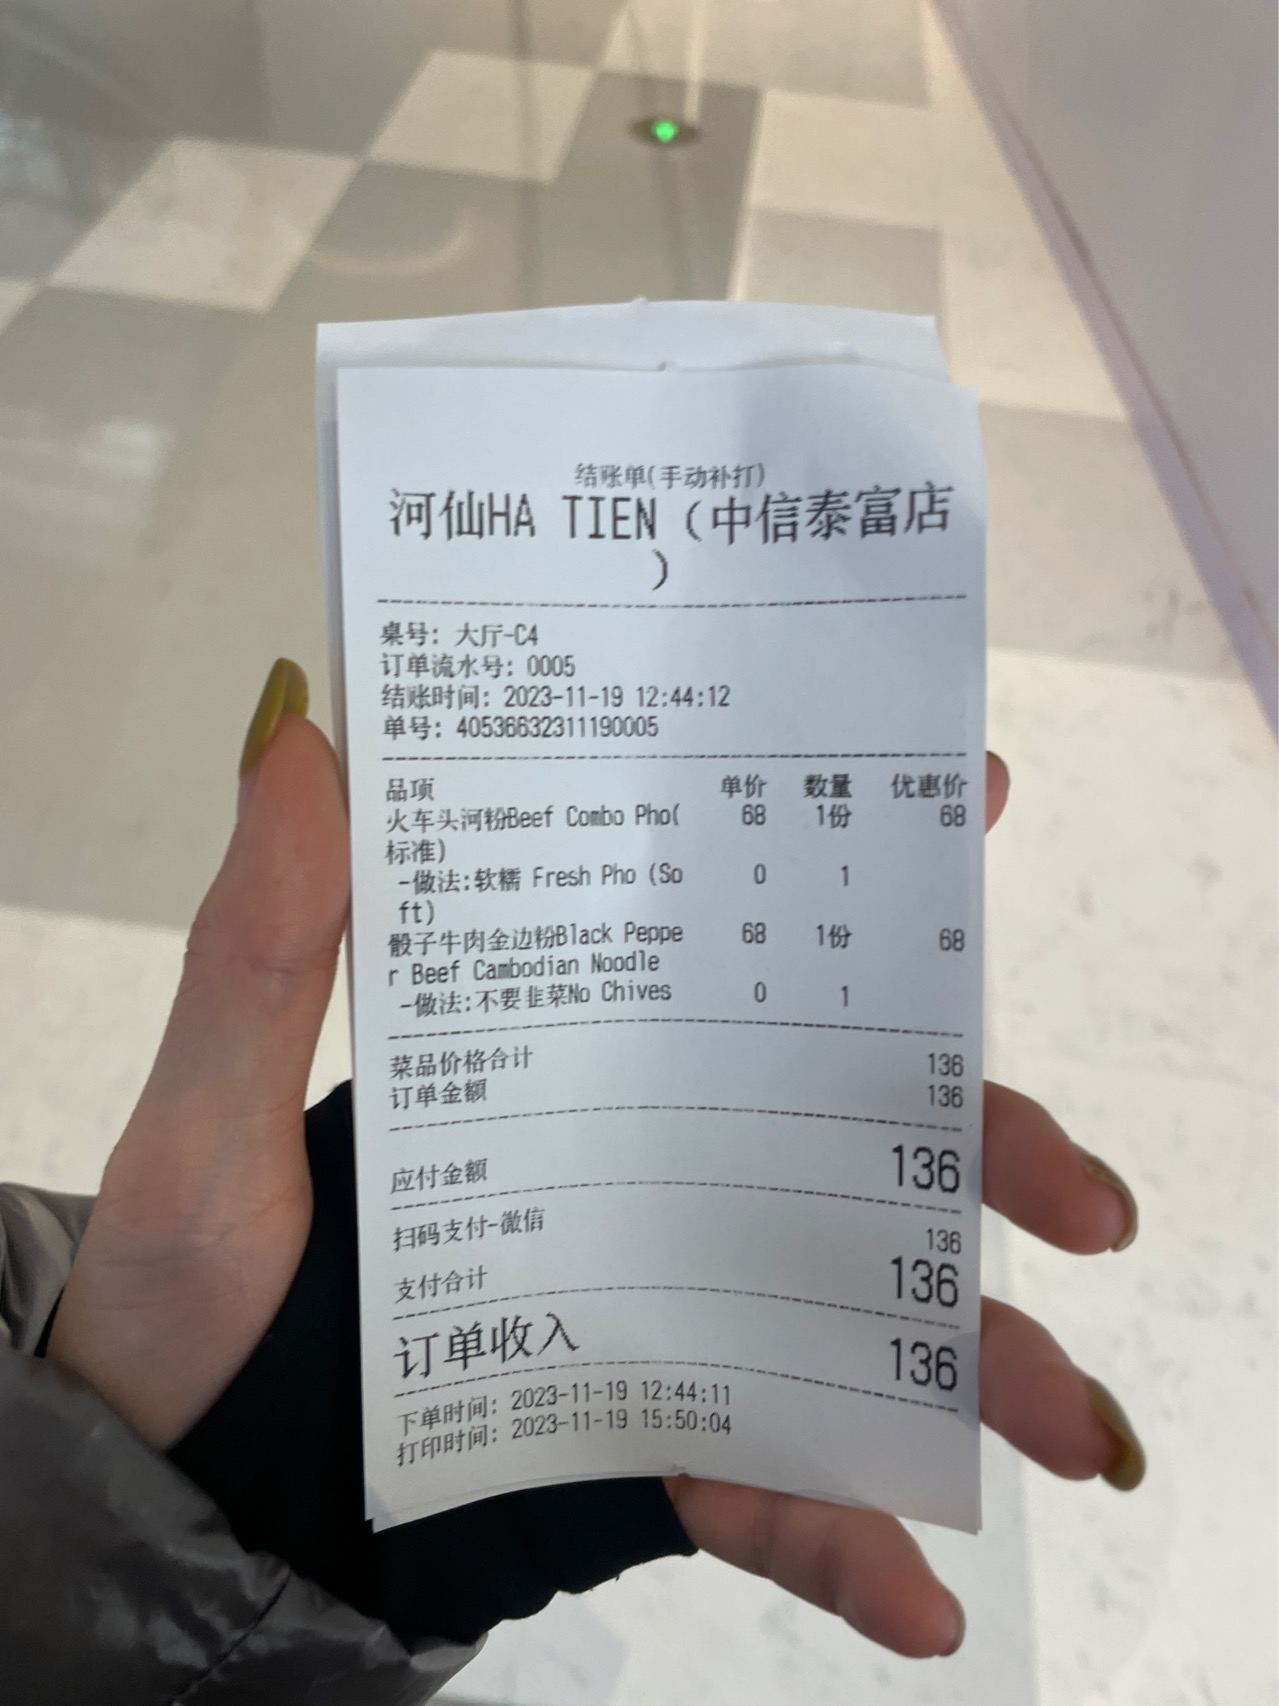 结账单(手动补打)
河仙HA TIEN (中信泰富店
)
桌号: 大厅-C4
订单流水号: 0005
结账时间: 2023-11-19 12:44:12
单号: 40536632311190005
品项 单价 数量 优惠价
火车头河粉Beef Combo Pho( 68 1份 68
标准)
-做法:软糯 Fresh Pho (So 0 1
ft)
骰子牛肉金边粉Black Peppe 68 1份 68
r Beef Cambodian Noodle
-做法:不要韭菜No Chives 0 1
菜品价格合计 136
订单金额 136
应付金额 136
扫码支付-微信 136
支付合计 136
订单收入 136
下单时间: 2023-11-19 12:44:11
打印时间: 2023-11-19 15:50:04